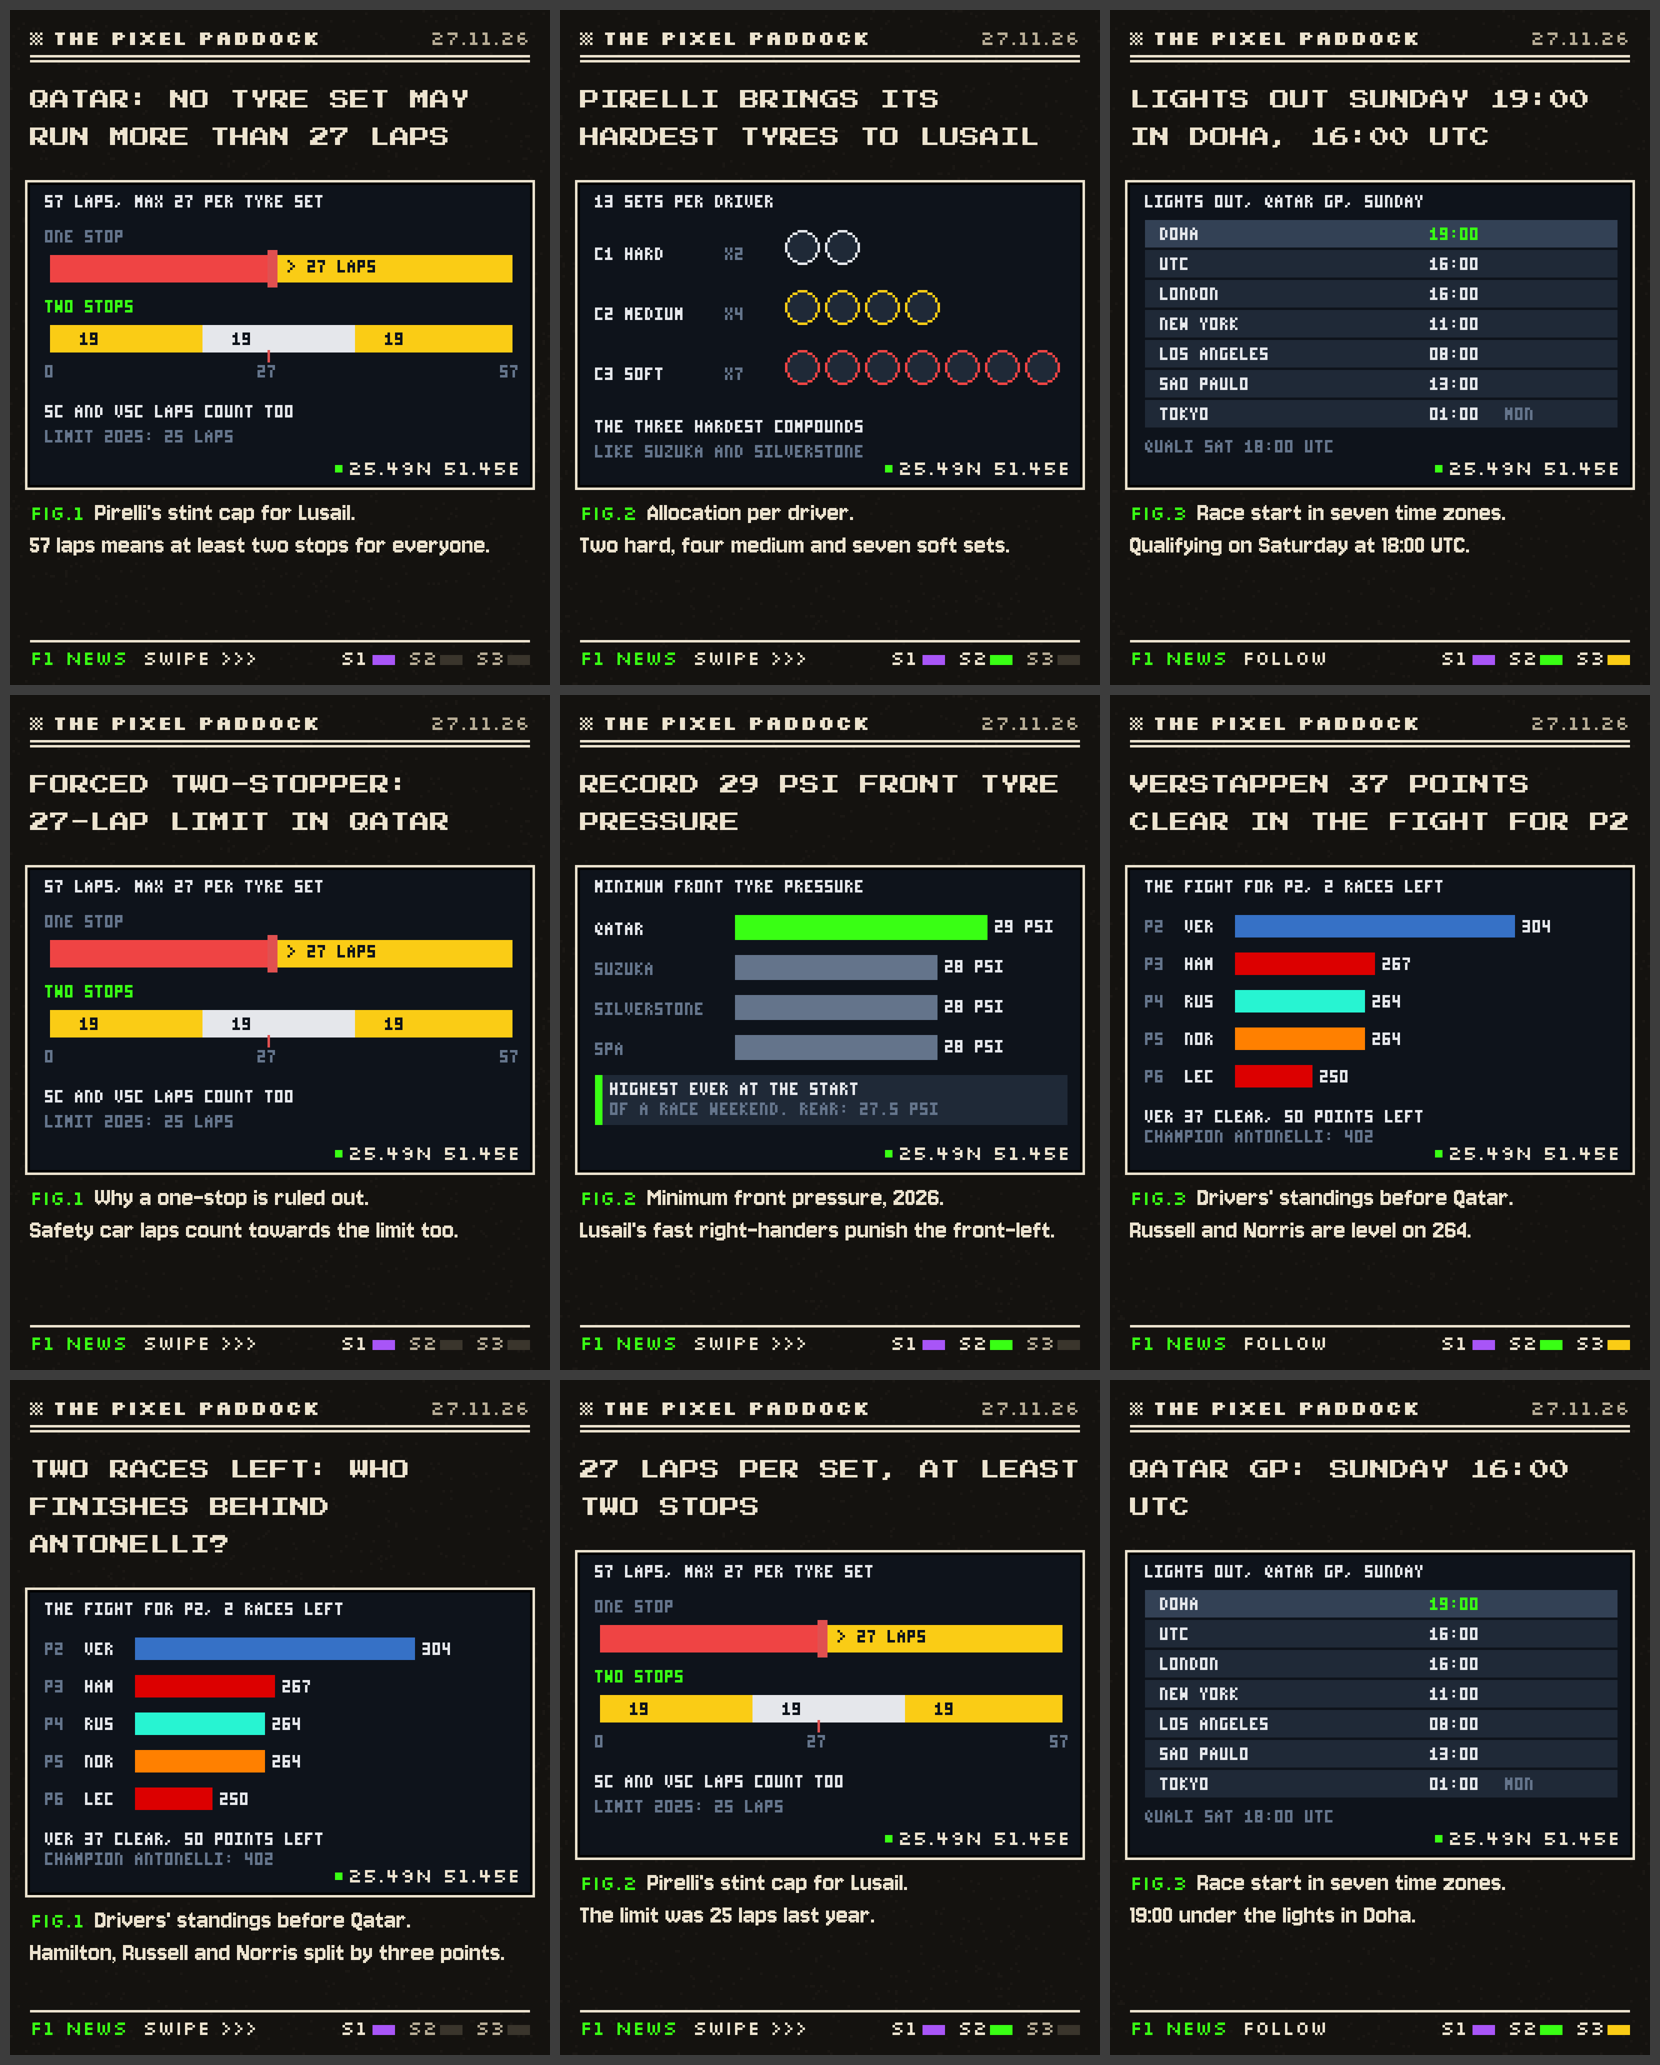 THE PIXEL PADDOCK 27.11.26
QATAR: NO TYRE SET MAY
RUN MORE THAN 27 LAPS
57 LAPS, MAX 27 PER TYRE SET
ONE STOP
> 27 LAPS
TWO STOPS
19 19 19
0 27 57
SC AND VSC LAPS COUNT TOO
LIMIT 2025: 25 LAPS
25.49N 51.45E
FIG.1 Pirelli's stint cap for Lusail.
57 laps means at least two stops for everyone.
F1 NEWS SWIPE >>> S1 S2 S3
THE PIXEL PADDOCK 27.11.26
PIRELLI BRINGS ITS
HARDEST TYRES TO LUSAIL
13 SETS PER DRIVER
C1 HARD X2
C2 MEDIUM X4
C3 SOFT X7
THE THREE HARDEST COMPOUNDS
LIKE SUZUKA AND SILVERSTONE
25.49N 51.45E
FIG.2 Allocation per driver.
Two hard, four medium and seven soft sets.
F1 NEWS SWIPE >>> S1 S2 S3
THE PIXEL PADDOCK 27.11.26
LIGHTS OUT SUNDAY 19:00
IN DOHA, 16:00 UTC
LIGHTS OUT, QATAR GP, SUNDAY
DOHA 19:00
UTC 16:00
LONDON 16:00
NEW YORK 11:00
LOS ANGELES 08:00
SAO PAULO 13:00
TOKYO 01:00 MON
QUALI SAT 18:00 UTC
25.49N 51.45E
FIG.3 Race start in seven time zones.
Qualifying on Saturday at 18:00 UTC.
F1 NEWS FOLLOW S1 S2 S3
THE PIXEL PADDOCK 27.11.26
FORCED TWO-STOPPER:
27-LAP LIMIT IN QATAR
57 LAPS, MAX 27 PER TYRE SET
ONE STOP
> 27 LAPS
TWO STOPS
19 19 19
0 27 57
SC AND VSC LAPS COUNT TOO
LIMIT 2025: 25 LAPS
25.49N 51.45E
FIG.1 Why a one-stop is ruled out.
Safety car laps count towards the limit too.
F1 NEWS SWIPE >>> S1 S2 S3
THE PIXEL PADDOCK 27.11.26
RECORD 29 PSI FRONT TYRE
PRESSURE
MINIMUM FRONT TYRE PRESSURE
QATAR 29 PSI
SUZUKA 28 PSI
SILVERSTONE 28 PSI
SPA 28 PSI
HIGHEST EVER AT THE START
OF A RACE WEEKEND. REAR: 27.5 PSI
25.49N 51.45E
FIG.2 Minimum front pressure, 2026.
Lusail's fast right-handers punish the front-left.
F1 NEWS SWIPE >>> S1 S2 S3
THE PIXEL PADDOCK 27.11.26
VERSTAPPEN 37 POINTS
CLEAR IN THE FIGHT FOR P2
THE FIGHT FOR P2, 2 RACES LEFT
P2 VER 304
P3 HAM 267
P4 RUS 264
P5 NOR 264
P6 LEC 250
VER 37 CLEAR, 50 POINTS LEFT
CHAMPION ANTONELLI: 402
25.49N 51.45E
FIG.3 Drivers' standings before Qatar.
Russell and Norris are level on 264.
F1 NEWS FOLLOW S1 S2 S3
THE PIXEL PADDOCK 27.11.26
TWO RACES LEFT: WHO
FINISHES BEHIND
ANTONELLI?
THE FIGHT FOR P2, 2 RACES LEFT
P2 VER 304
P3 HAM 267
P4 RUS 264
P5 NOR 264
P6 LEC 250
VER 37 CLEAR, 50 POINTS LEFT
CHAMPION ANTONELLI: 402
25.49N 51.45E
FIG.1 Drivers' standings before Qatar.
Hamilton, Russell and Norris split by three points.
F1 NEWS SWIPE >>> S1 S2 S3
THE PIXEL PADDOCK 27.11.26
27 LAPS PER SET, AT LEAST
TWO STOPS
57 LAPS, MAX 27 PER TYRE SET
ONE STOP
> 27 LAPS
TWO STOPS
19 19 19
0 27 57
SC AND VSC LAPS COUNT TOO
LIMIT 2025: 25 LAPS
25.49N 51.45E
FIG.2 Pirelli's stint cap for Lusail.
The limit was 25 laps last year.
F1 NEWS SWIPE >>> S1 S2 S3
THE PIXEL PADDOCK 27.11.26
QATAR GP: SUNDAY 16:00
UTC
LIGHTS OUT, QATAR GP, SUNDAY
DOHA 19:00
UTC 16:00
LONDON 16:00
NEW YORK 11:00
LOS ANGELES 08:00
SAO PAULO 13:00
TOKYO 01:00 MON
QUALI SAT 18:00 UTC
25.49N 51.45E
FIG.3 Race start in seven time zones.
19:00 under the lights in Doha.
F1 NEWS FOLLOW S1 S2 S3